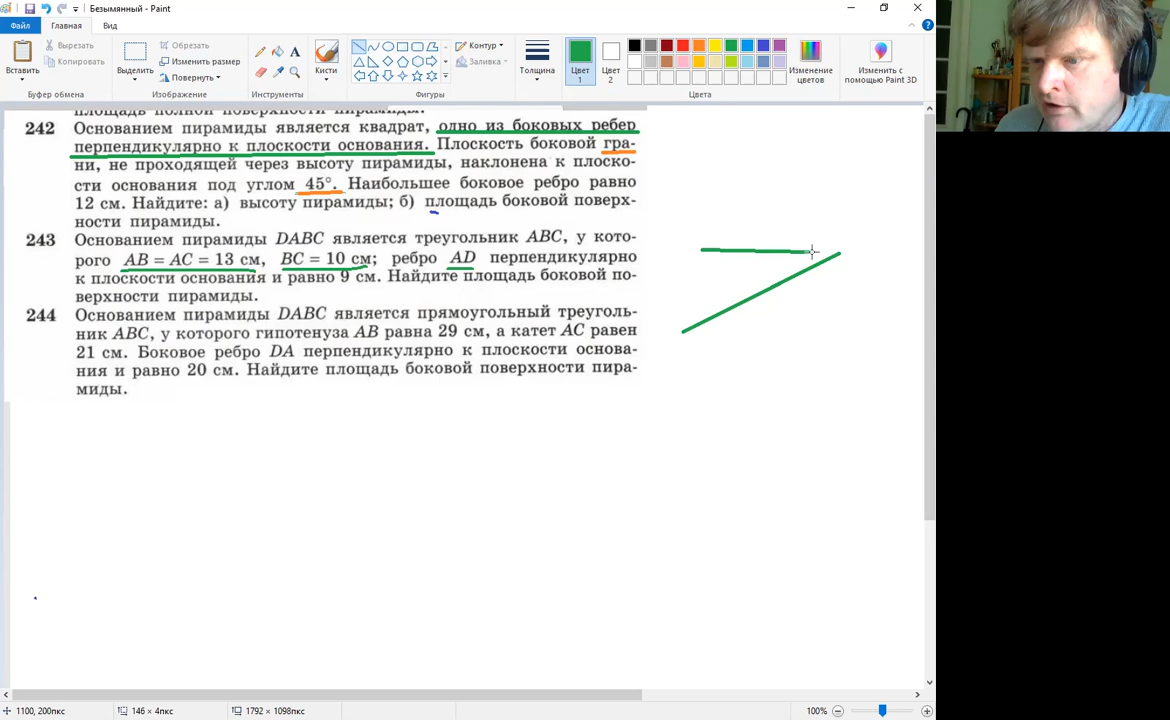 Безымянный - Paint
Файл
Главная
Вид
Вставить
Вырезать
Копировать
Буфер обмена
Выделить
Обрезать
Изменить размер
Повернуть
Изображение
Инструменты
Кисти
Фигуры
Контур
Заливка
Толщина
Цвет 1
Цвет 2
Цвета
Изменение цветов
Изменить с помощью Paint 3D
площадь полной поверхности пирамиды.
242 Основанием пирамиды является квадрат, одно из боковых ребер
перпендикулярно к плоскости основания. Плоскость боковой гра-
ни, не проходящей через высоту пирамиды, наклонена к плоско-
сти основания под углом 45°. Наибольшее боковое ребро равно
12 см. Найдите: а) высоту пирамиды; б) площадь боковой поверх-
ности пирамиды.
243 Основанием пирамиды DABC является треугольник ABC, у кото-
рого AB = AC = 13 см, BC = 10 см; ребро AD перпендикулярно
к плоскости основания и равно 9 см. Найдите площадь боковой по-
верхности пирамиды.
244 Основанием пирамиды DABC является прямоугольный треуголь-
ник ABC, у которого гипотенуза AB равна 29 см, а катет AC равен
21 см. Боковое ребро DA перпендикулярно к плоскости основа-
ния и равно 20 см. Найдите площадь боковой поверхности пира-
миды.
1100, 200пкс
146 × 4пкс
1792 × 1098пкс
100%